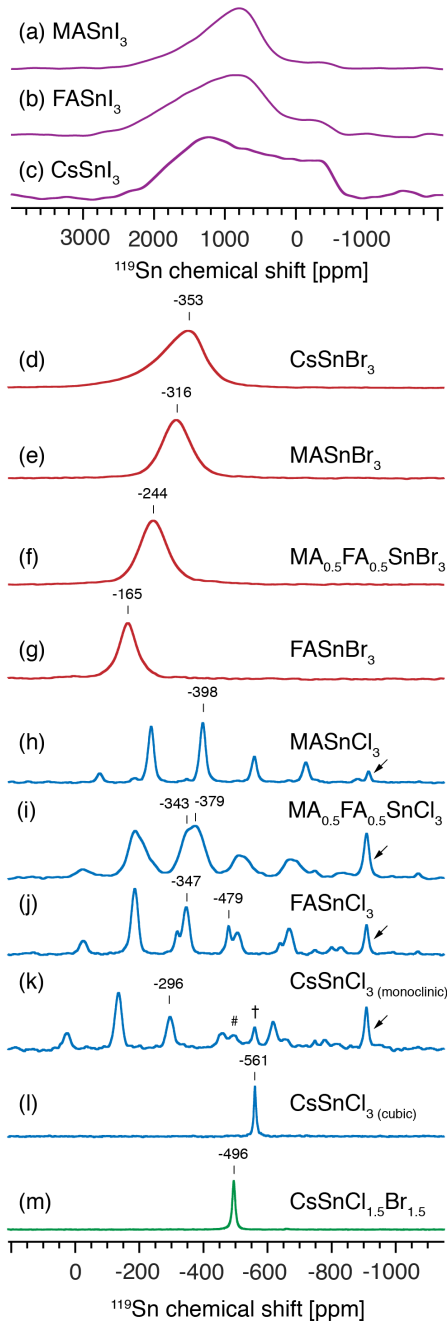 (a) MASnI3
(b) FASnI3
(c) CsSnI3
3000 2000 1000 0 -1000
119Sn chemical shift [ppm]
-353
(d) CsSnBr3
-316
(e) MASnBr3
-244
(f) MA0.5FA0.5SnBr3
-165
(g) FASnBr3
-398
(h) MASnCl3
-343 -379
(i) MA0.5FA0.5SnCl3
-347 -479
(j) FASnCl3
-296
(k) # † CsSnCl3 (monoclinic)
-561
(l) CsSnCl3 (cubic)
-496
(m) CsSnCl1.5Br1.5
0 -200 -400 -600 -800 -1000
119Sn chemical shift [ppm]